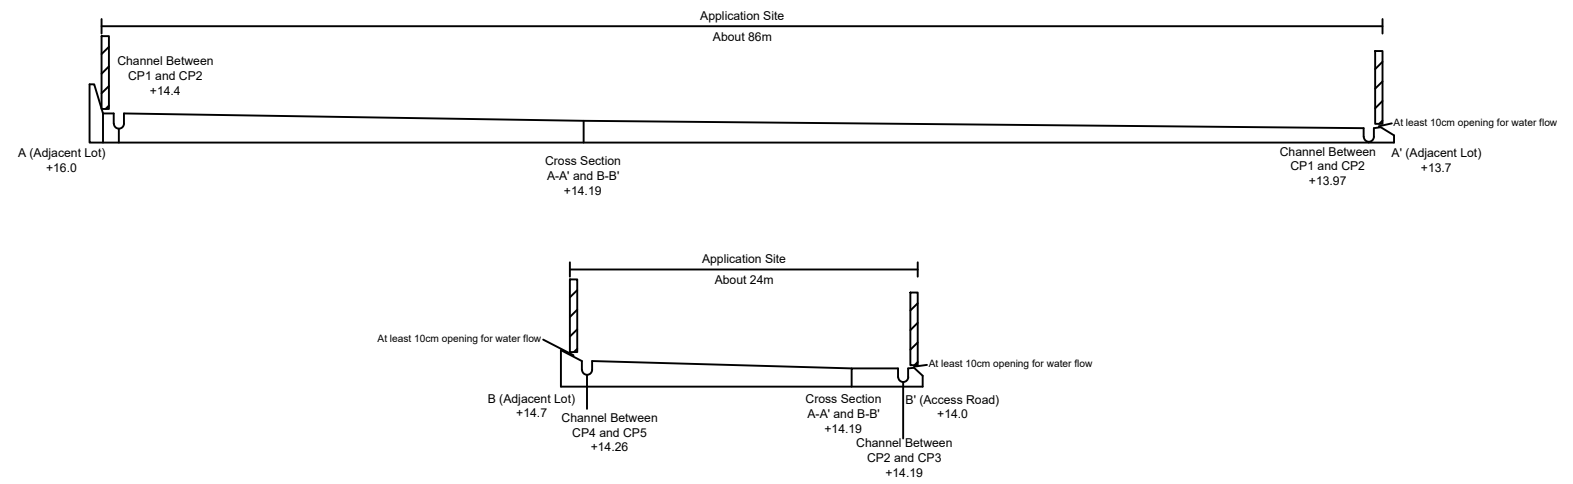 Application Site
About 86m
Channel Between
CP1 and CP2
+14.4
At least 10cm opening for water flow
A (Adjacent Lot)
+16.0
Cross Section
A-A' and B-B'
+14.19
Channel Between
CP1 and CP2
+13.97
A' (Adjacent Lot)
+13.7
Application Site
About 24m
At least 10cm opening for water flow
At least 10cm opening for water flow
B (Adjacent Lot)
+14.7
Channel Between
CP4 and CP5
+14.26
Cross Section
A-A' and B-B'
+14.19
B' (Access Road)
+14.0
Channel Between
CP2 and CP3
+14.19